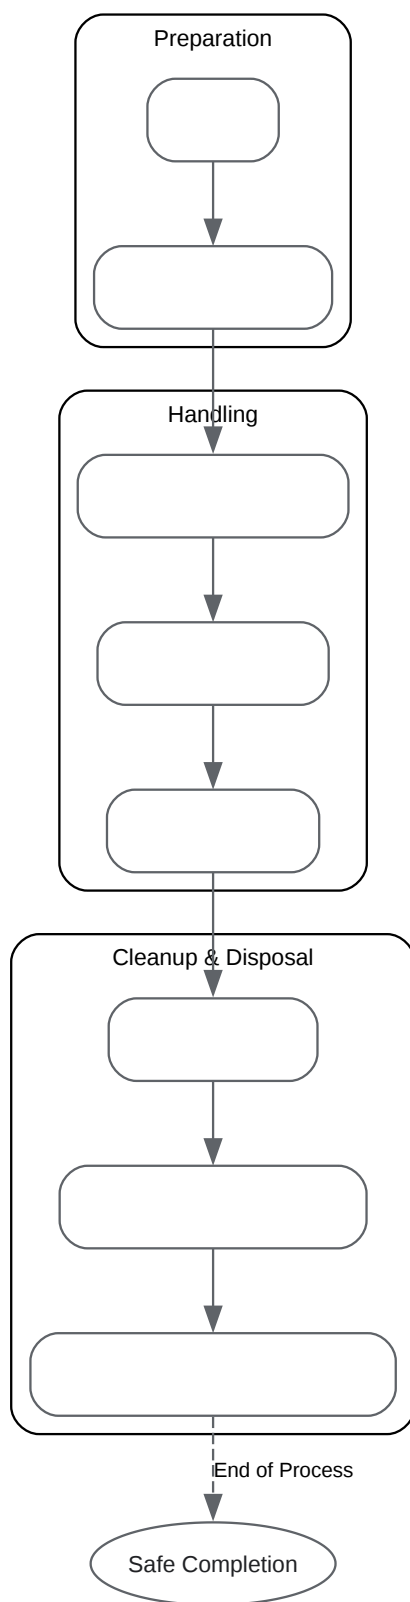 Preparation
Handling
Cleanup & Disposal
End of Process
Safe Completion